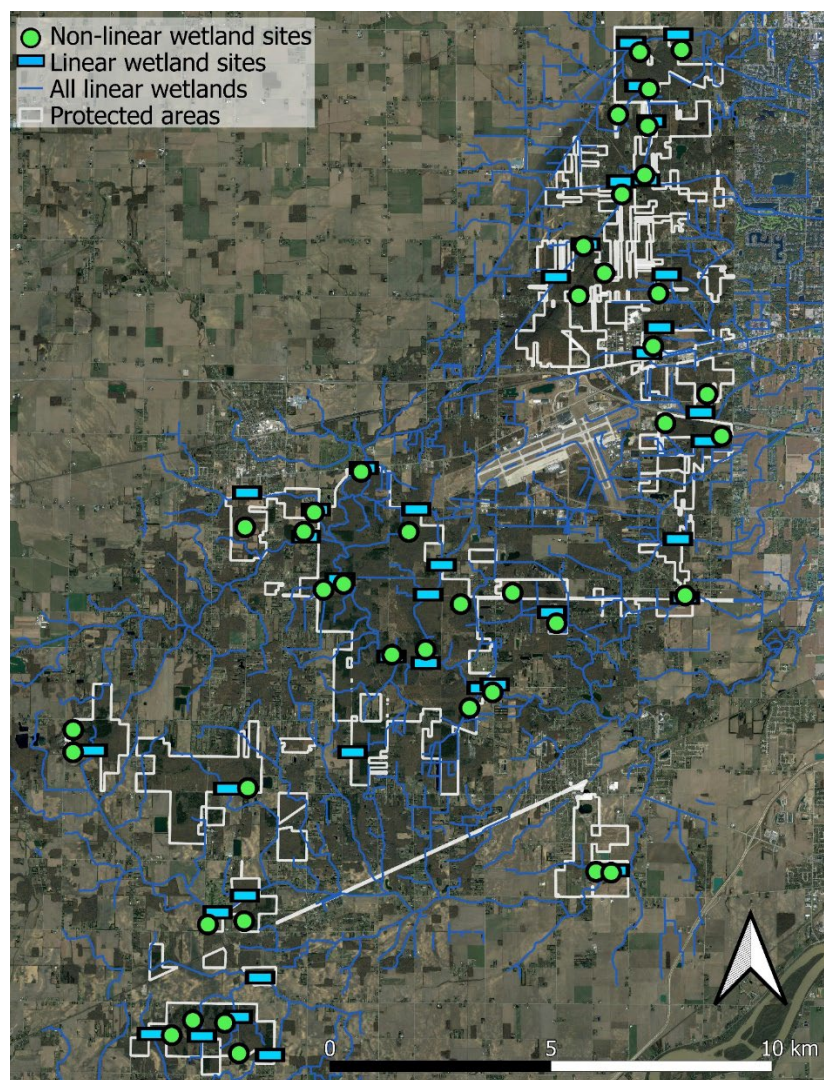 Non-linear wetland sites
Linear wetland sites
All linear wetlands
Protected areas
0 5 10 km